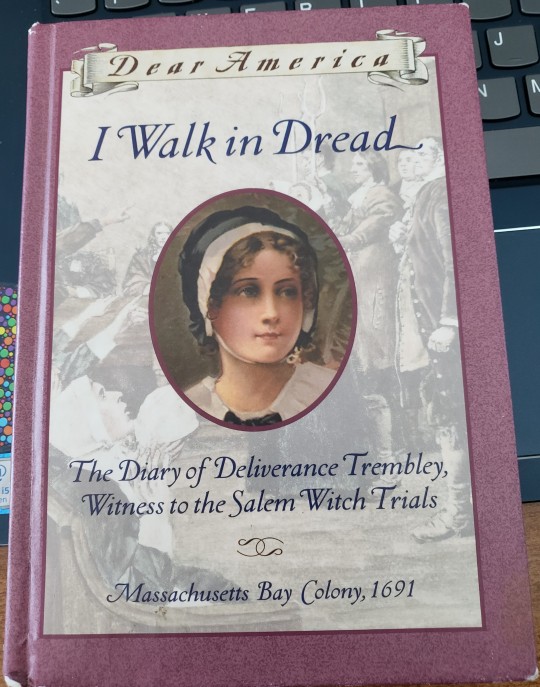 Dear America
I Walk in Dread
The Diary of Deliverance Trembley,
Witness to the Salem Witch Trials
Massachusetts Bay Colony, 1691
J
N
M
i5